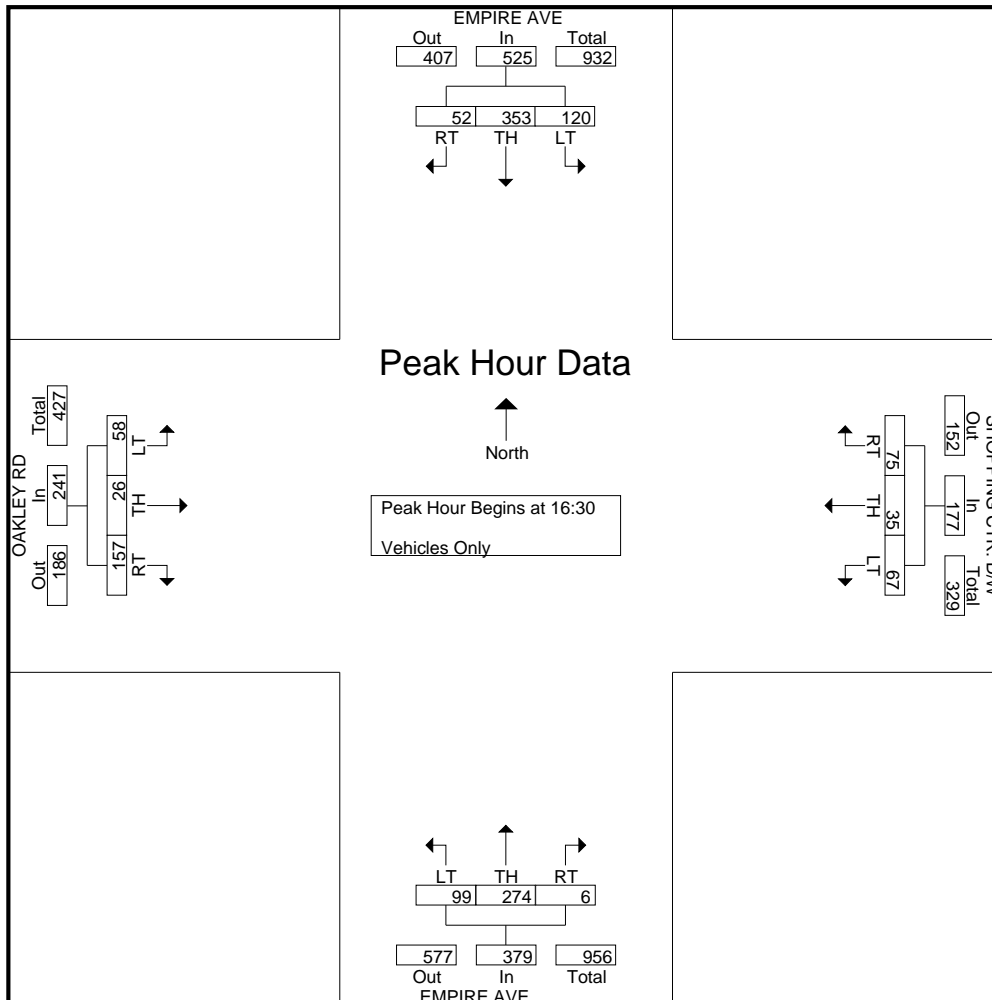 EMPIRE AVE
Out In Total
407 525 932
52 353 120
RT TH LT
Peak Hour Data
North
Peak Hour Begins at 16:30
Vehicles Only
OAKLEY RD
Total In Out
427 241 186
58 26 157
LT TH RT
Out In Total
152 177 329
75 35 67
RT TH LT
LT TH RT
99 274 6
577 379 956
Out In Total
EMPIRE AVE